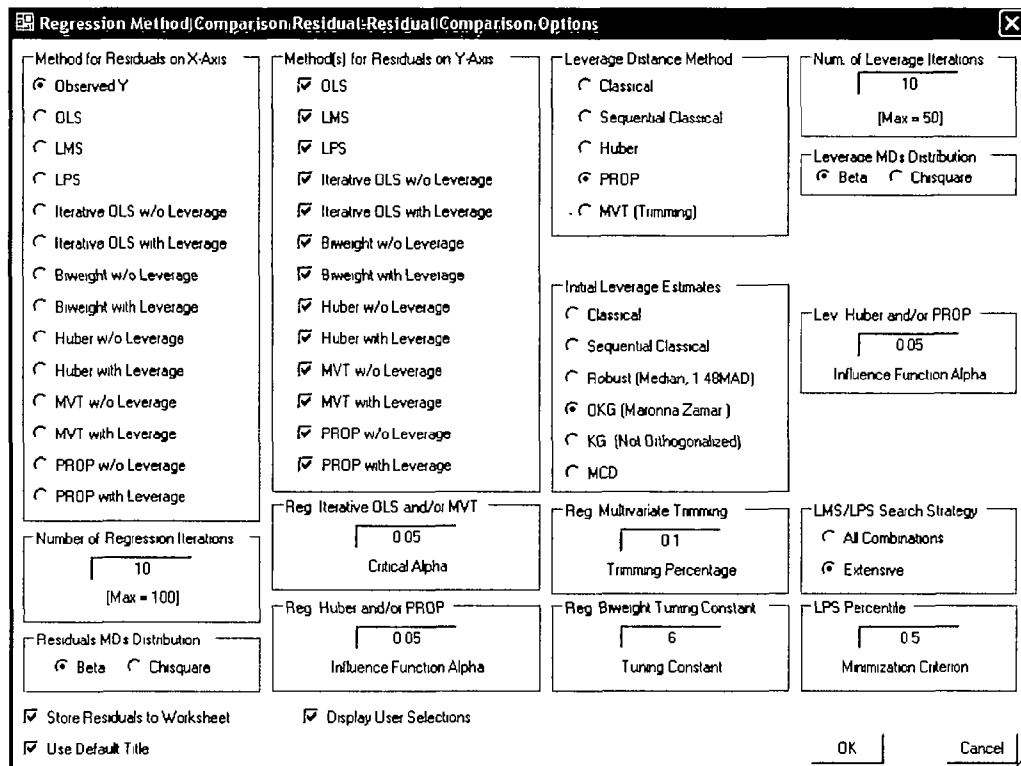 Regression Method Comparison Residual-Residual Comparison Options
Method for Residuals on X-Axis
Observed Y
OLS
LMS
LPS
Iterative OLS w/o Leverage
Iterative OLS with Leverage
Biweight w/o Leverage
Biweight with Leverage
Huber w/o Leverage
Huber with Leverage
MVT w/o Leverage
MVT with Leverage
PROP w/o Leverage
PROP with Leverage
Number of Regression Iterations
10
[Max = 100]
Residuals MDs Distribution
Beta Chisquare
Method(s) for Residuals on Y-Axis
OLS
LMS
LPS
Iterative OLS w/o Leverage
Iterative OLS with Leverage
Biweight w/o Leverage
Biweight with Leverage
Huber w/o Leverage
Huber with Leverage
MVT w/o Leverage
MVT with Leverage
PROP w/o Leverage
PROP with Leverage
Reg Iterative OLS and/or MVT
0 05
Critical Alpha
Reg Huber and/or PROP
0 05
Influence Function Alpha
Leverage Distance Method
Classical
Sequential Classical
Huber
PROP
MVT (Trimming)
Initial Leverage Estimates
Classical
Sequential Classical
Robust (Median, 1 48MAD)
OKG (Maronna Zamar )
KG (Not Orthogonalized)
MCD
Reg Multivariate Trimming
0 1
Trimming Percentage
Reg Biweight Tuning Constant
6
Tuning Constant
Num. of Leverage Iterations
10
[Max = 50]
Leverage MDs Distribution
Beta Chisquare
Lev Huber and/or PROP
0 05
Influence Function Alpha
LMS/LPS Search Strategy
All Combinations
Extensive
LPS Percentile
0 5
Minimization Criterion
Store Residuals to Worksheet
Display User Selections
Use Default Title
OK
Cancel